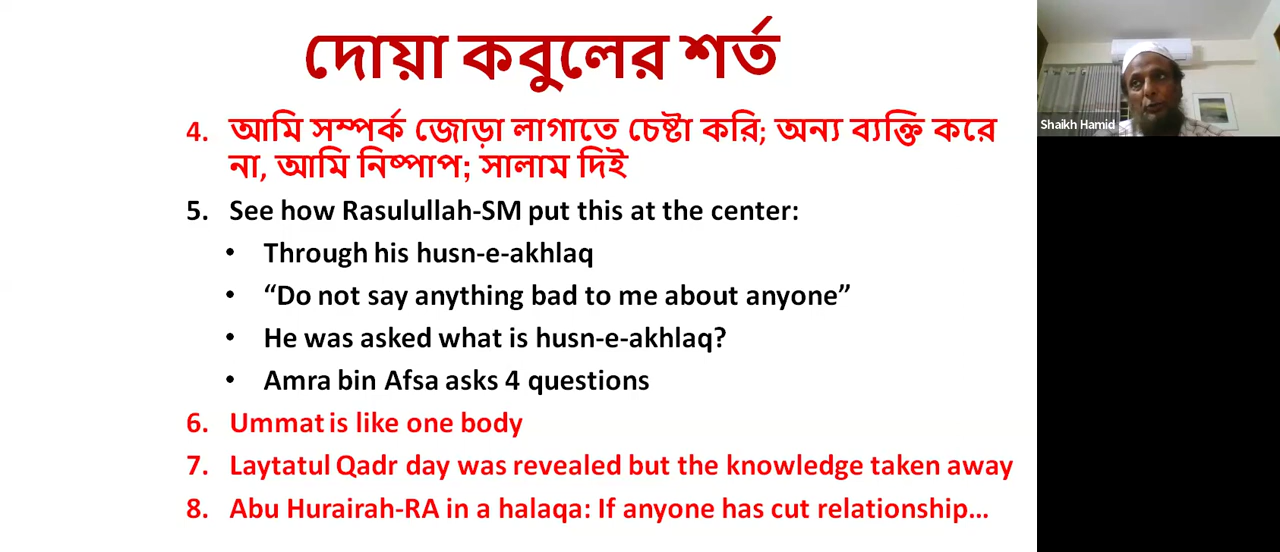 দোয়া কবুলের শর্ত
4. আমি সম্পর্ক জোড়া লাগাতে চেষ্টা করি; অন্য ব্যক্তি করে
না, আমি নিষ্পাপ; সালাম দিই
5. See how Rasulullah-SM put this at the center:
• Through his husn-e-akhlaq
• “Do not say anything bad to me about anyone”
• He was asked what is husn-e-akhlaq?
• Amra bin Afsa asks 4 questions
6. Ummat is like one body
7. Laytatul Qadr day was revealed but the knowledge taken away
8. Abu Hurairah-RA in a halaqa: If anyone has cut relationship…
Shaikh Hamid